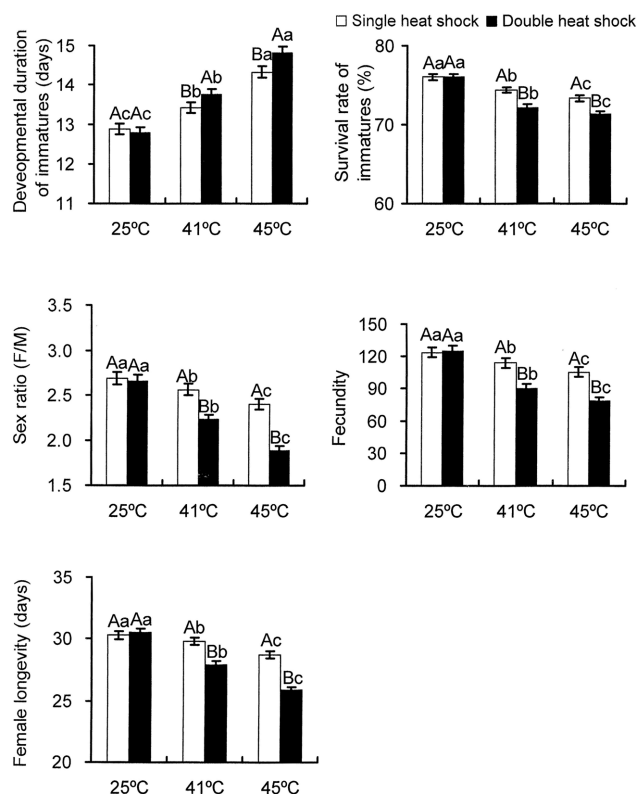 Single heat shock Double heat shock
Deveopmental duration
of immatures (days)
15
14
13
12
11
AcAc
Bb
Ab
Ba
Aa
25ºC 41ºC 45ºC
Survival rate of
immatures (%)
80
70
60
AaAa
Ab
Bb
Ac
Bc
25ºC 41ºC 45ºC
Sex ratio (F/M)
3.5
3.0
2.5
2.0
1.5
Aa Aa
Ab
Bb
Ac
Bc
25ºC 41ºC 45ºC
Fecundity
150
120
90
60
30
0
AaAa
Ab
Bb
Ac
Bc
25ºC 41ºC 45ºC
Female longevity (days)
35
30
25
20
Aa Aa
Ab
Bb
Ac
Bc
25ºC 41ºC 45ºC